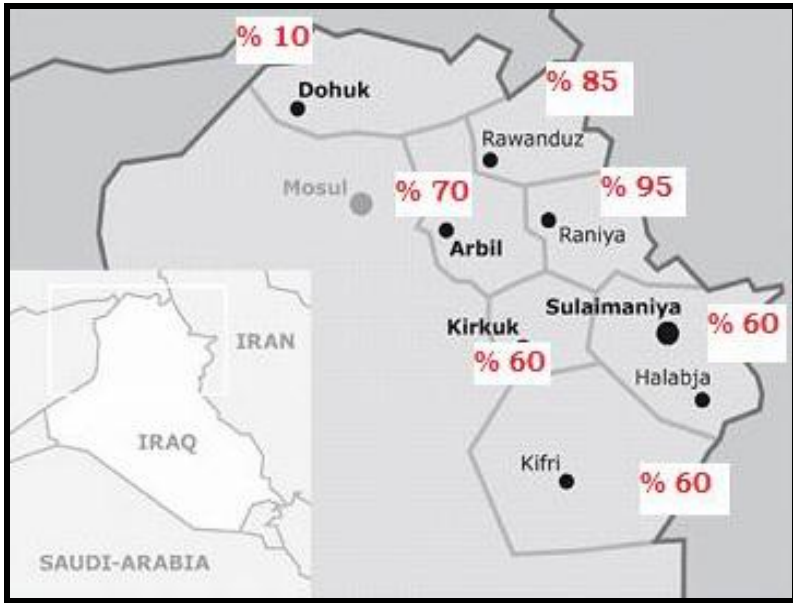 % 10
Dohuk
% 85
Rawanduz
Mosul
% 70
% 95
Arbil
Raniya
Sulaimaniya
Kirkuk
% 60
% 60
Halabja
Kifri
% 60
IRAN
IRAQ
SAUDI-ARABIA